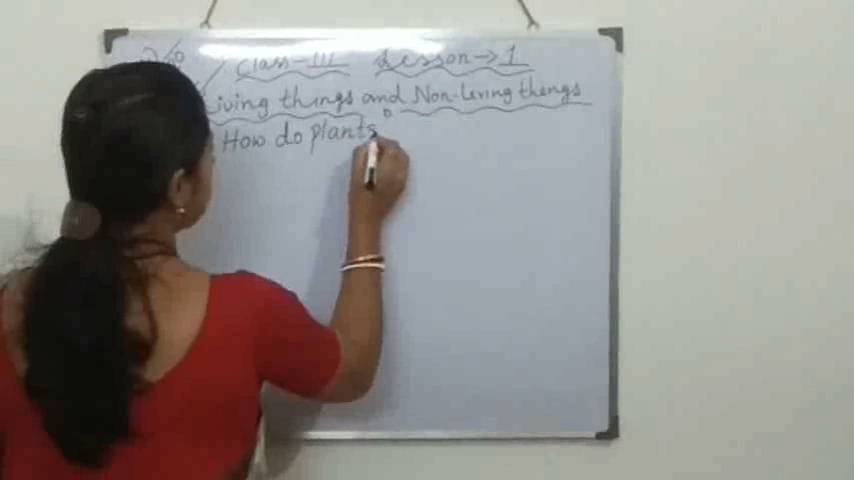 Class-III Lesson→1
Living things and Non-Living things
How do plants